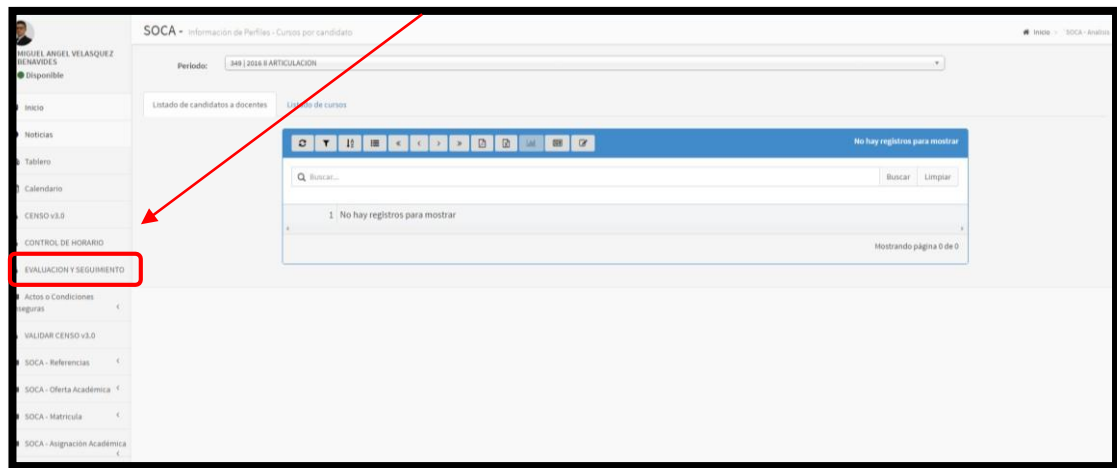 SOCA - Información de Perfiles - Cursos por candidato
Inicio > SOCA - Analisis
MIGUEL ANGEL VELASQUEZ
BENAVIDES
Disponible
Periodo: 349 | 2016 II ARTICULACION
Listado de candidatos a docentes
Listado de cursos
Inicio
Noticias
Tablero
Calendario
CENSO v3.0
CONTROL DE HORARIO
EVALUACION Y SEGUIMIENTO
Actos o Condiciones
nseguras
VALIDAR CENSO v3.0
SOCA - Referencias
SOCA - Oferta Académica
SOCA - Matricula
SOCA - Asignación Académica
No hay registros para mostrar
Buscar...
Buscar
Limpiar
1 No hay registros para mostrar
Mostrando página 0 de 0